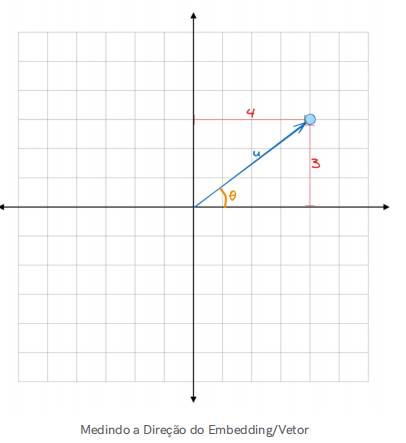 4
u
3
θ
Medindo a Direção do Embedding/Vetor